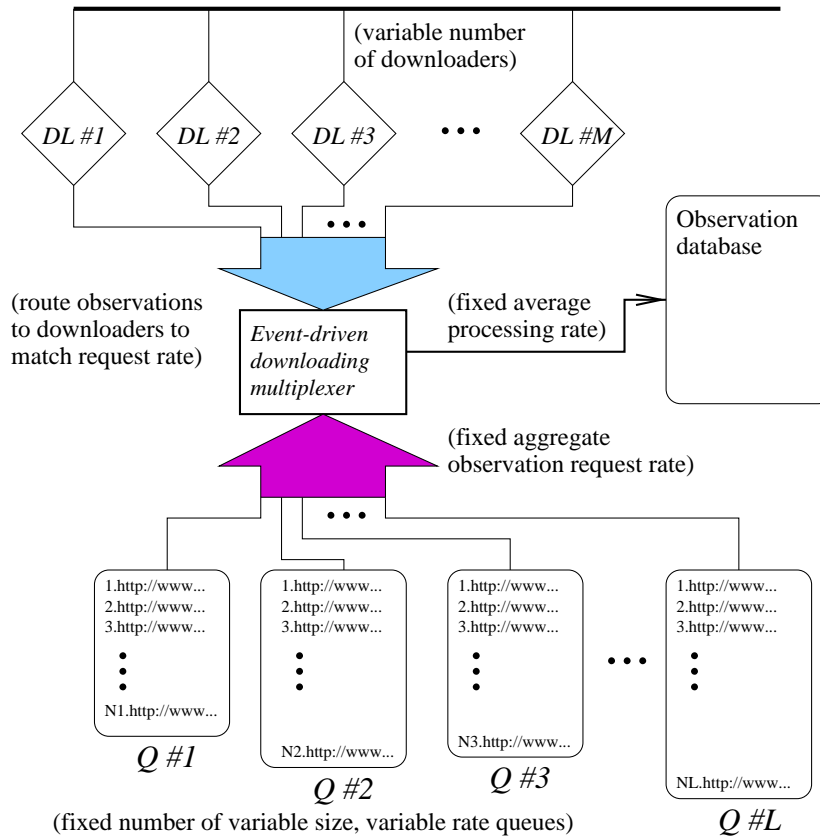 (variable number
of downloaders)
DL #1
DL #2
DL #3
DL #M
Observation
database
(route observations
to downloaders to
match request rate)
(fixed average
processing rate)
Event-driven
downloading
multiplexer
(fixed aggregate
observation request rate)
1.http://www...
2.http://www...
3.http://www...
N1.http://www...
Q #1
1.http://www...
2.http://www...
3.http://www...
N2.http://www...
Q #2
1.http://www...
2.http://www...
3.http://www...
N3.http://www...
Q #3
1.http://www...
2.http://www...
3.http://www...
NL.http://www...
Q #L
(fixed number of variable size, variable rate queues)